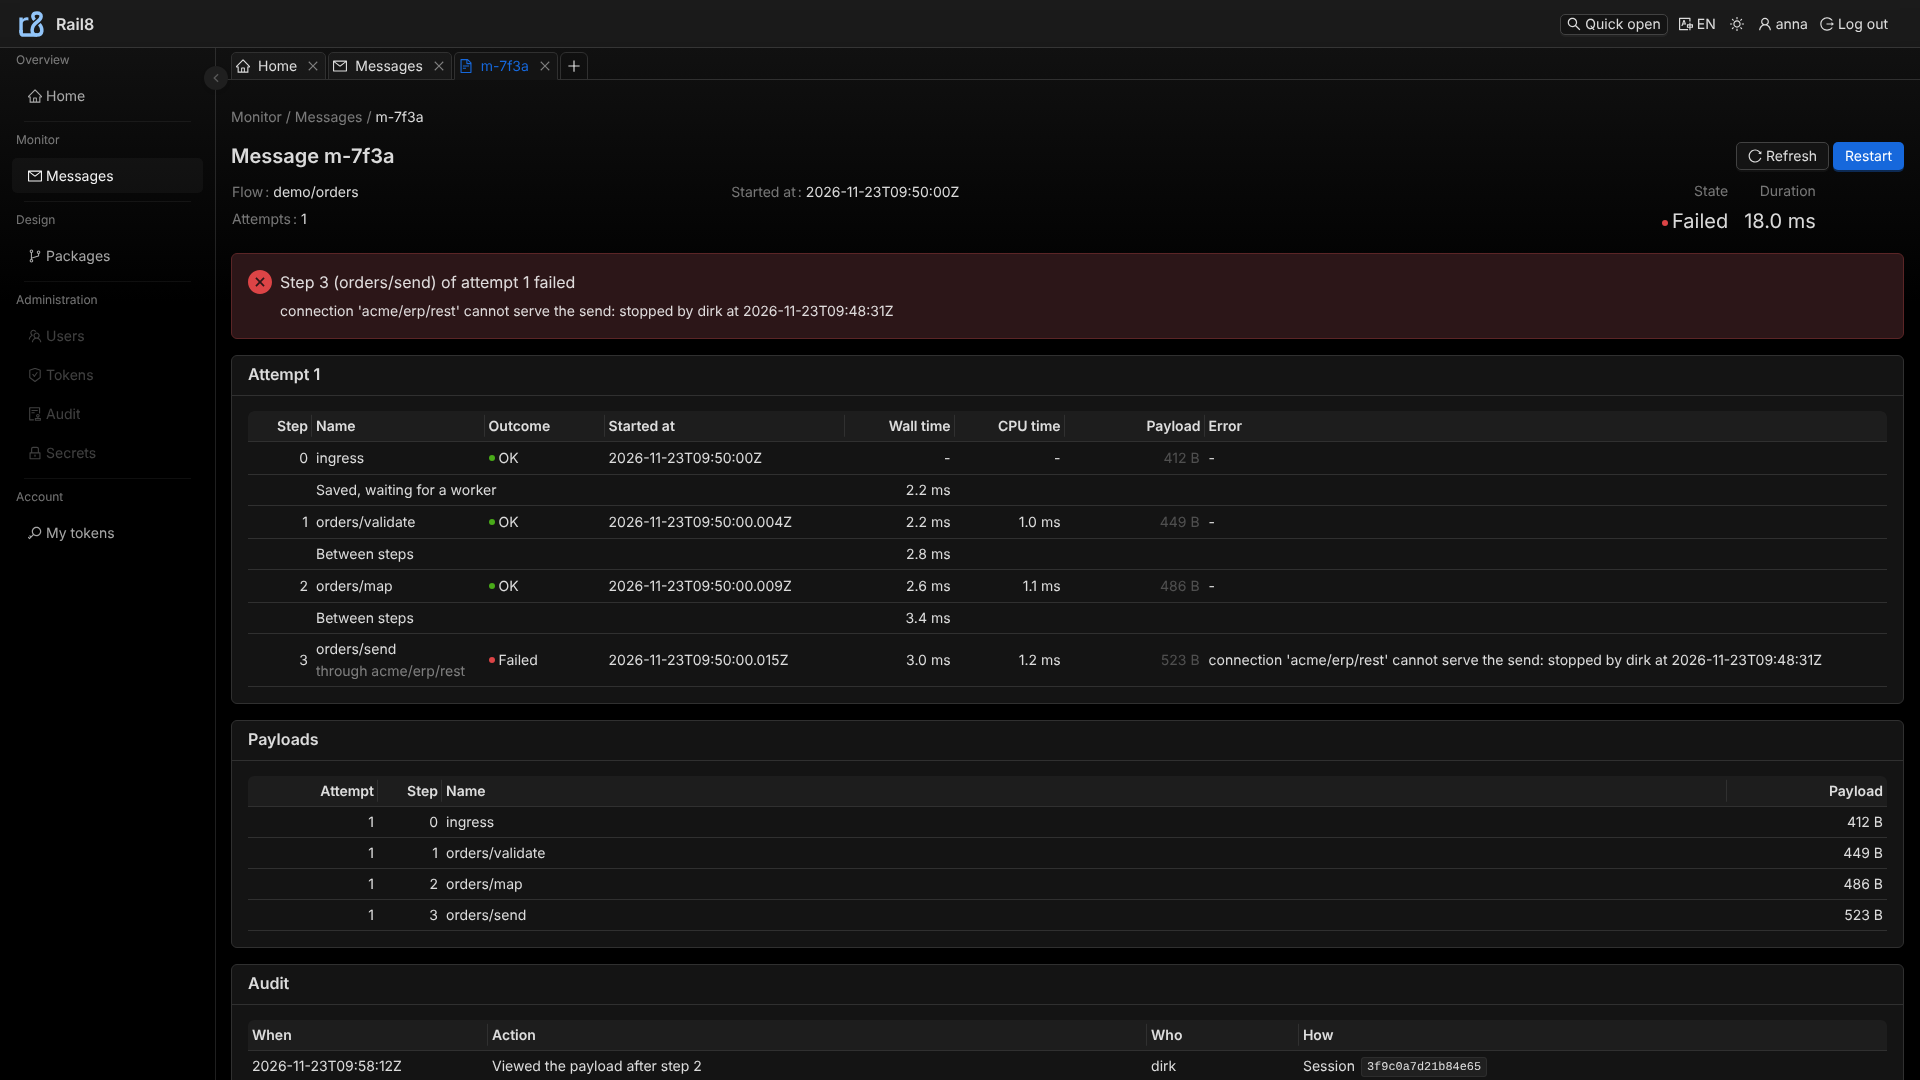 Rail8
Quick open
EN
anna
Log out
Overview
Home
Monitor
Messages
Design
Packages
Administration
Users
Tokens
Audit
Secrets
Account
My tokens
Home
Messages
m-7f3a
Monitor / Messages / m-7f3a
Message m-7f3a
Refresh
Restart
Flow : demo/orders
Started at : 2026-11-23T09:50:00Z
Attempts : 1
State
Failed
Duration
18.0 ms
Step 3 (orders/send) of attempt 1 failed
connection 'acme/erp/rest' cannot serve the send: stopped by dirk at 2026-11-23T09:48:31Z
Attempt 1
Step Name Outcome Started at Wall time CPU time Payload Error
0 ingress OK 2026-11-23T09:50:00Z - - 412 B -
Saved, waiting for a worker 2.2 ms
1 orders/validate OK 2026-11-23T09:50:00.004Z 2.2 ms 1.0 ms 449 B -
Between steps 2.8 ms
2 orders/map OK 2026-11-23T09:50:00.009Z 2.6 ms 1.1 ms 486 B -
Between steps 3.4 ms
3 orders/send through acme/erp/rest Failed 2026-11-23T09:50:00.015Z 3.0 ms 1.2 ms 523 B connection 'acme/erp/rest' cannot serve the send: stopped by dirk at 2026-11-23T09:48:31Z
Payloads
Attempt Step Name Payload
1 0 ingress 412 B
1 1 orders/validate 449 B
1 2 orders/map 486 B
1 3 orders/send 523 B
Audit
When Action Who How
2026-11-23T09:58:12Z Viewed the payload after step 2 dirk Session 3f9c0a7d21b84e65